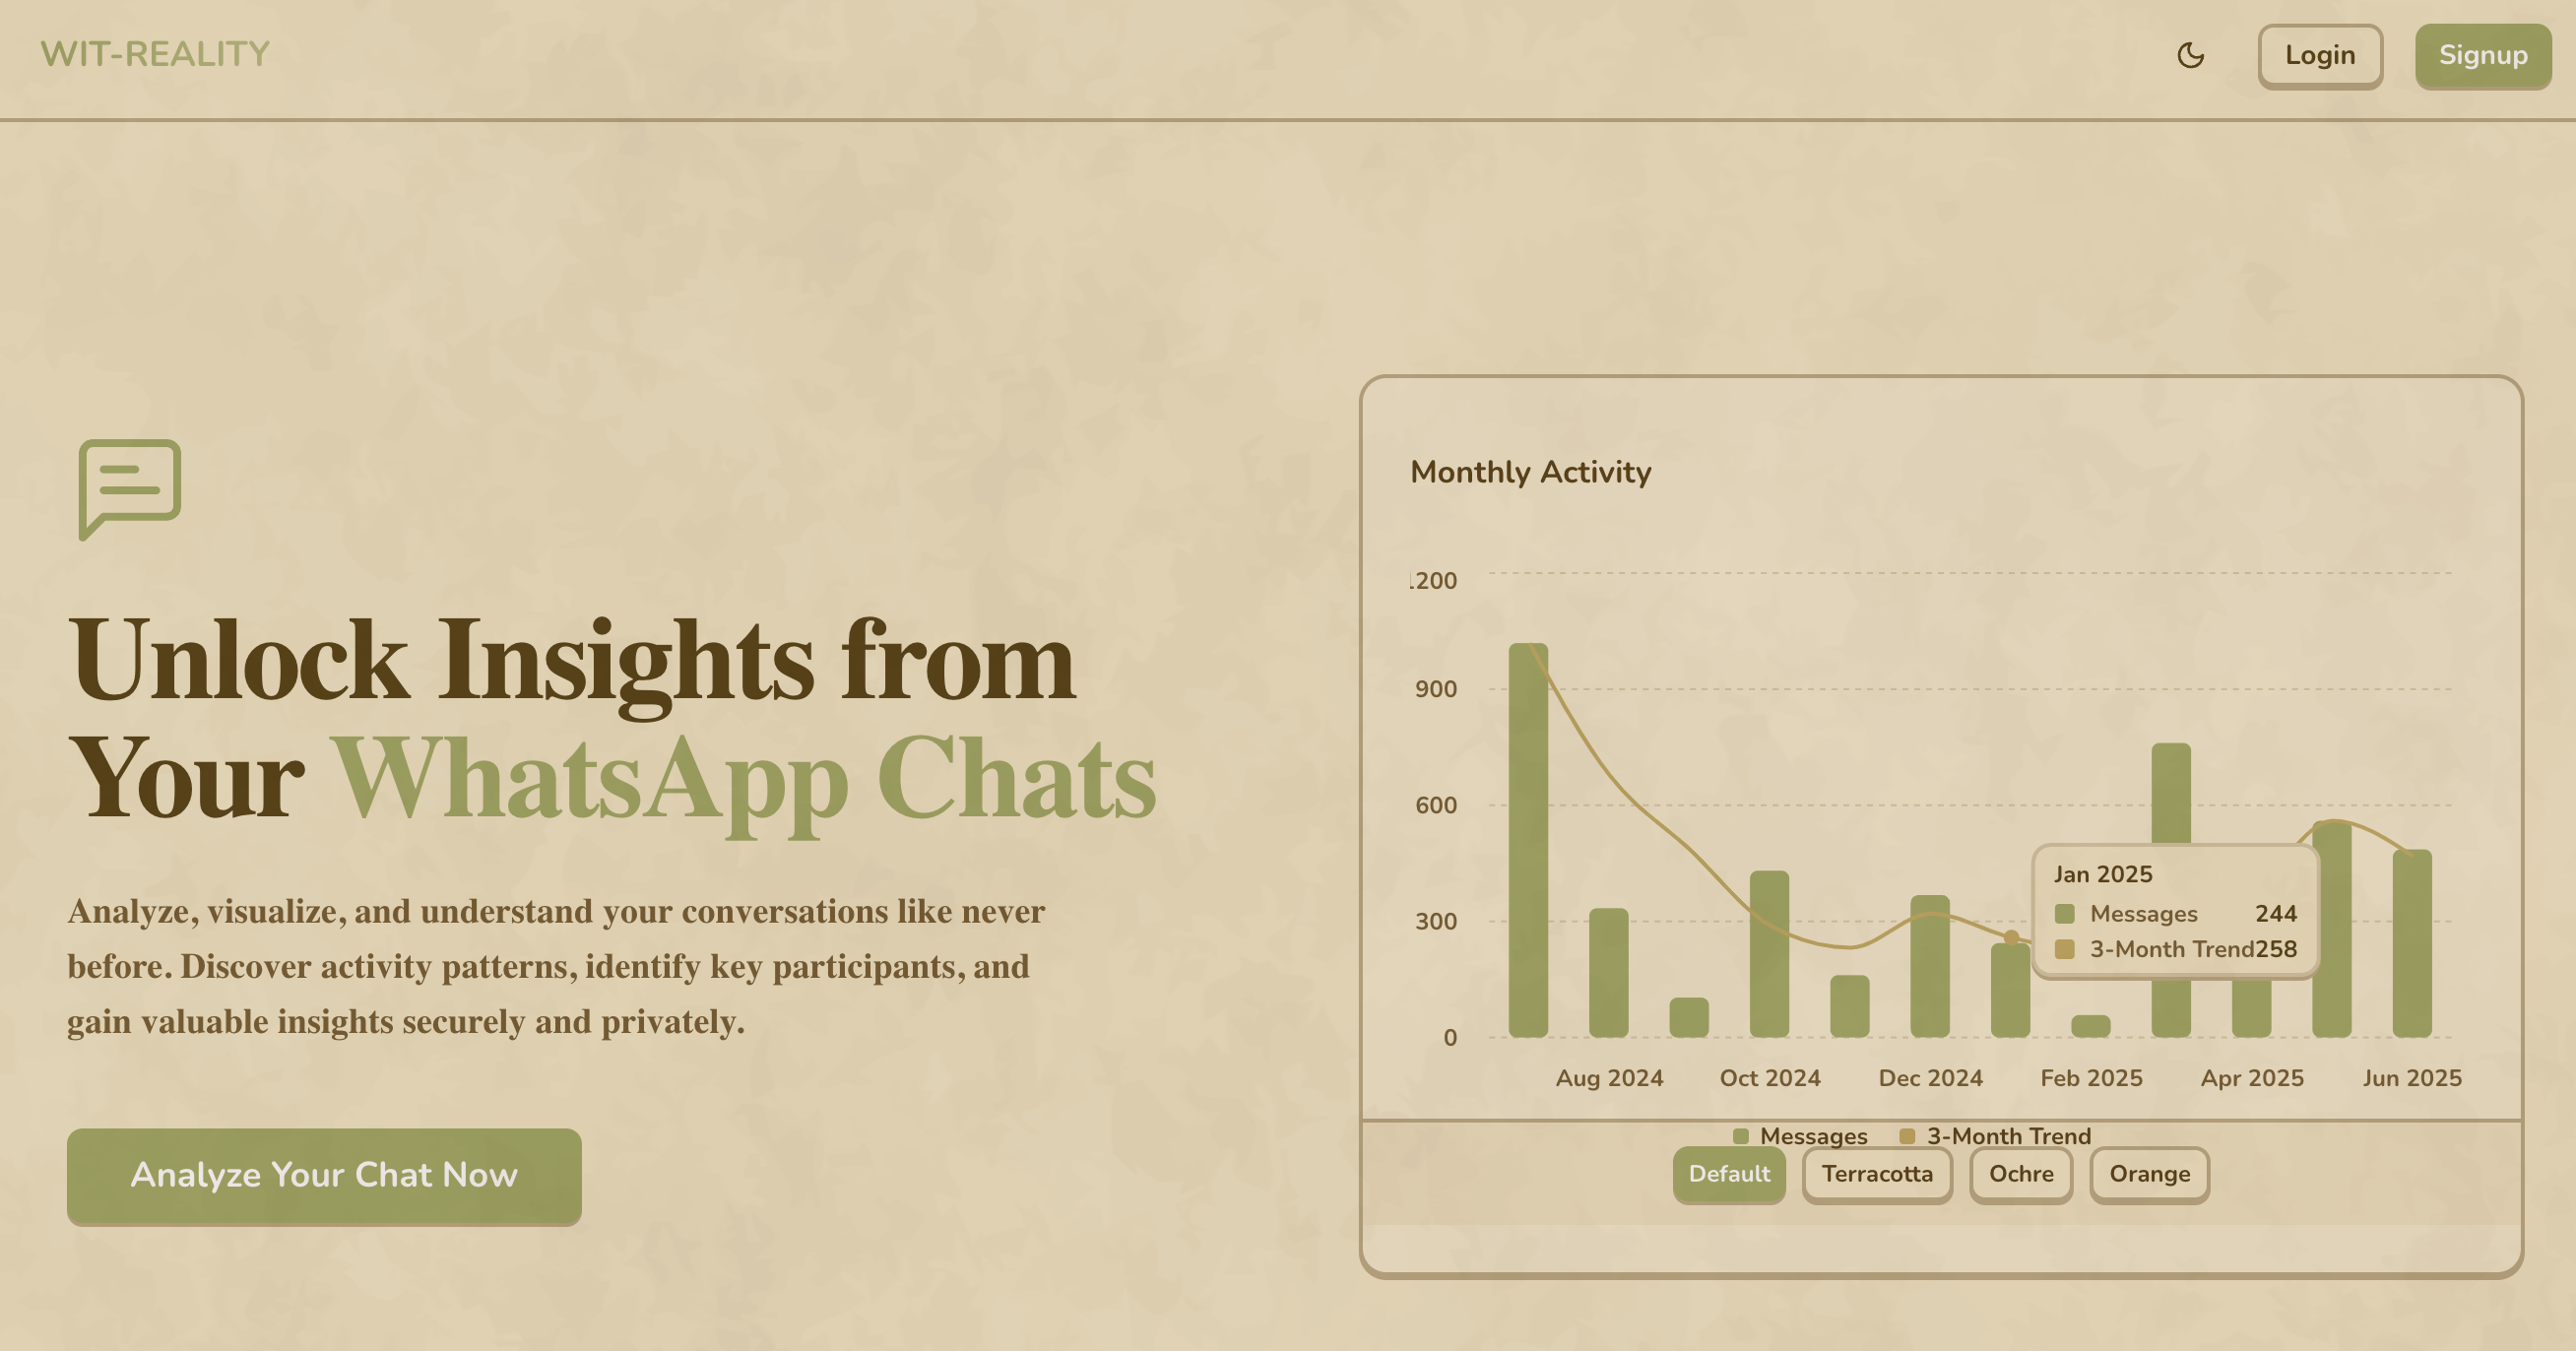 WIT-REALITY
Login
Signup
Unlock Insights from
Your WhatsApp Chats
Analyze, visualize, and understand your conversations like never
before. Discover activity patterns, identify key participants, and
gain valuable insights securely and privately.
Analyze Your Chat Now
Monthly Activity
1200
900
600
300
0
Jan 2025
Messages 244
3-Month Trend258
Aug 2024 Oct 2024 Dec 2024 Feb 2025 Apr 2025 Jun 2025
Messages 3-Month Trend
Default Terracotta Ochre Orange